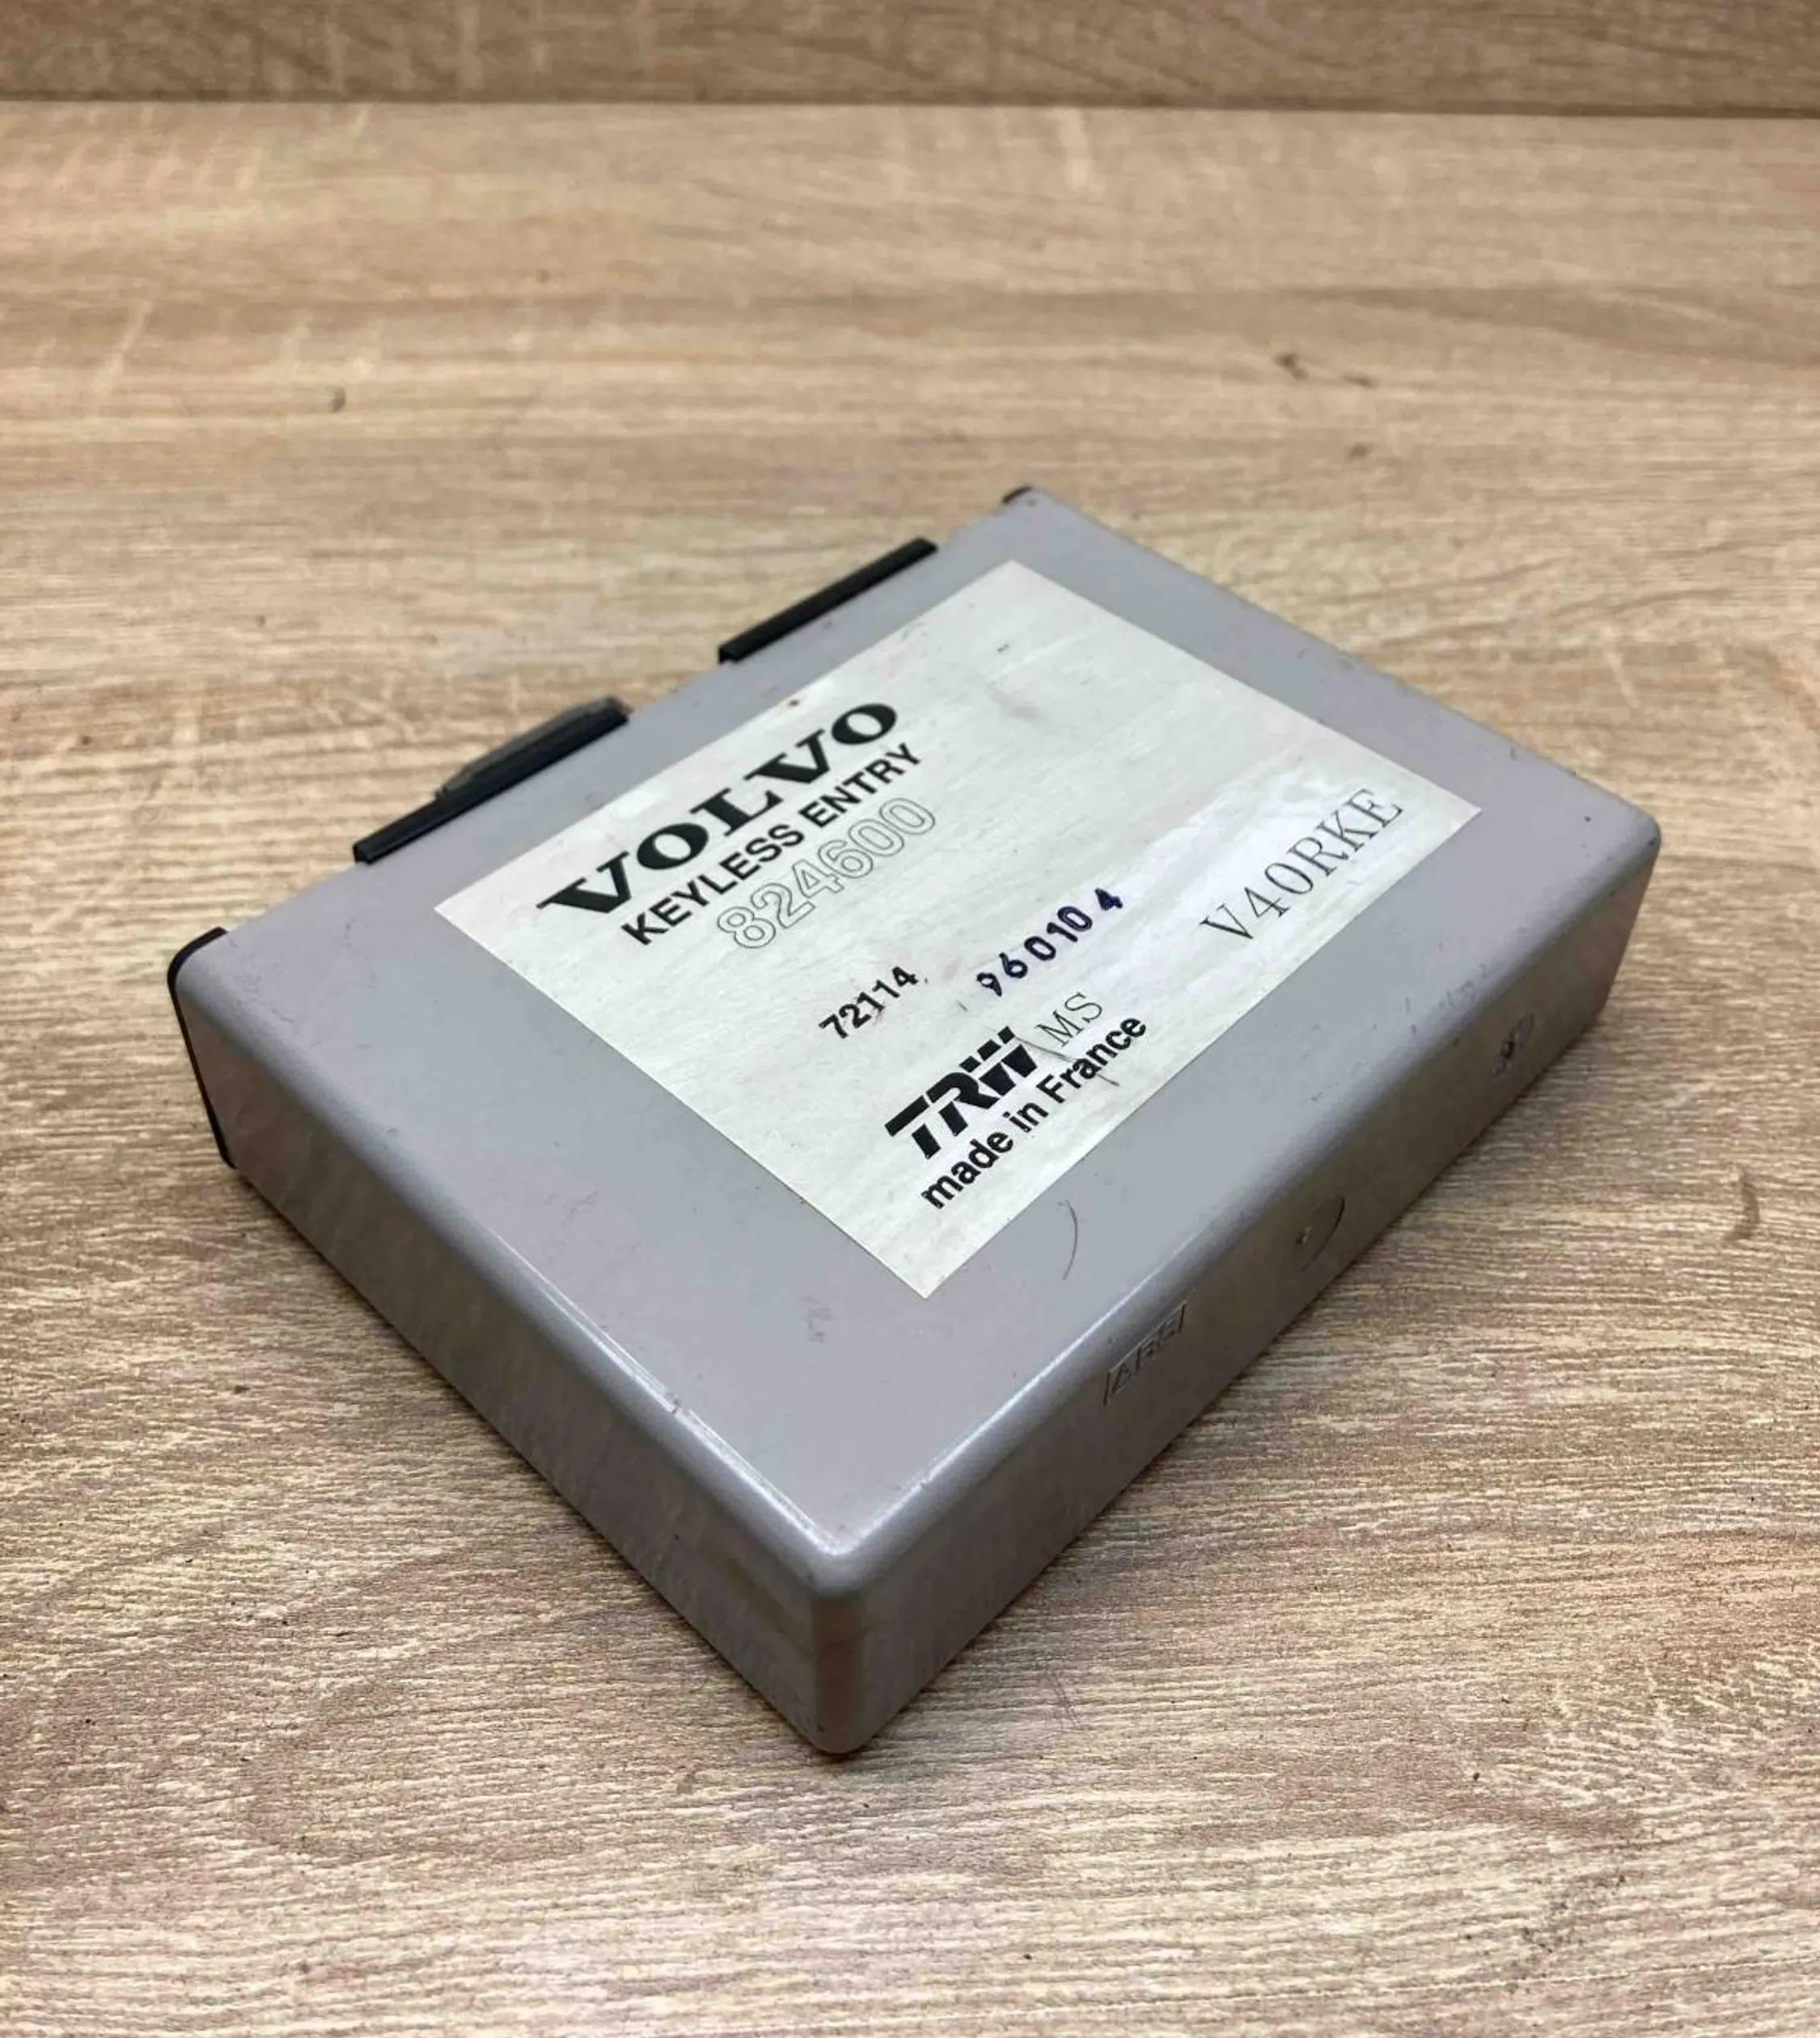 VOLVO
KEYLESS ENTRY
824600
72114 960104
V40RKE
TRW MS
made in France